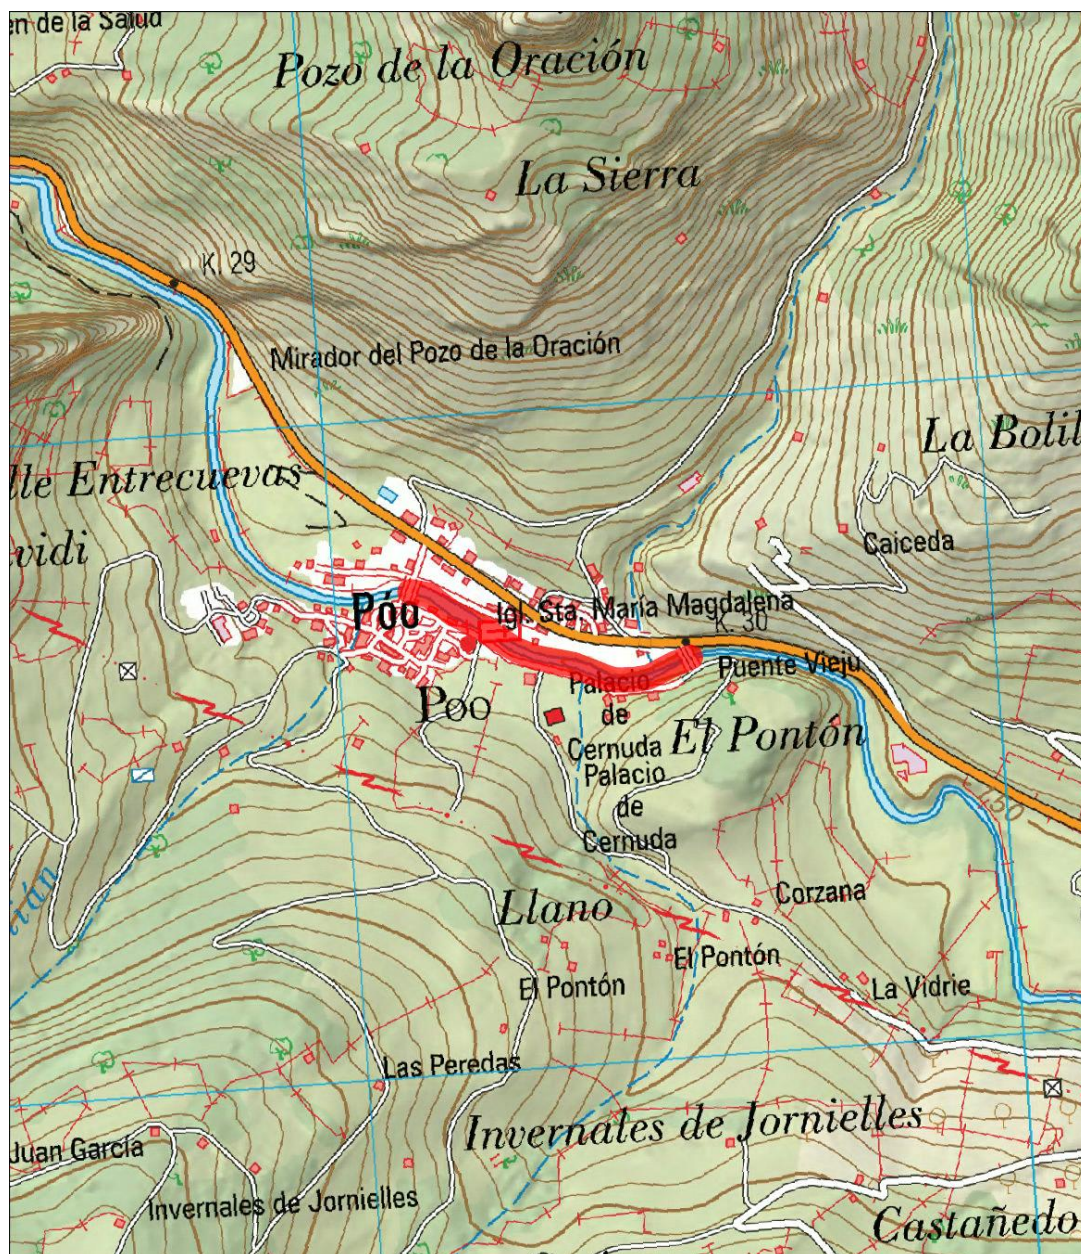 en de la Salud
Pozo de la Oración
La Sierra
K. 29
Mirador del Pozo de la Oración
La Bolil
lle Entrecuevas
vidi
Caiceda
Póo
Igl. Sta. María Magdalena
K. 30
Puente Vieju
Palacio
de
Cernuda
Poo
El Pontón
Palacio
de
Cernuda
Corzana
Llano
El Pontón
El Pontón
La Vidrie
Las Peredas
Invernales de Jornielles
Juan García
Invernales de Jornielles
Castañedo